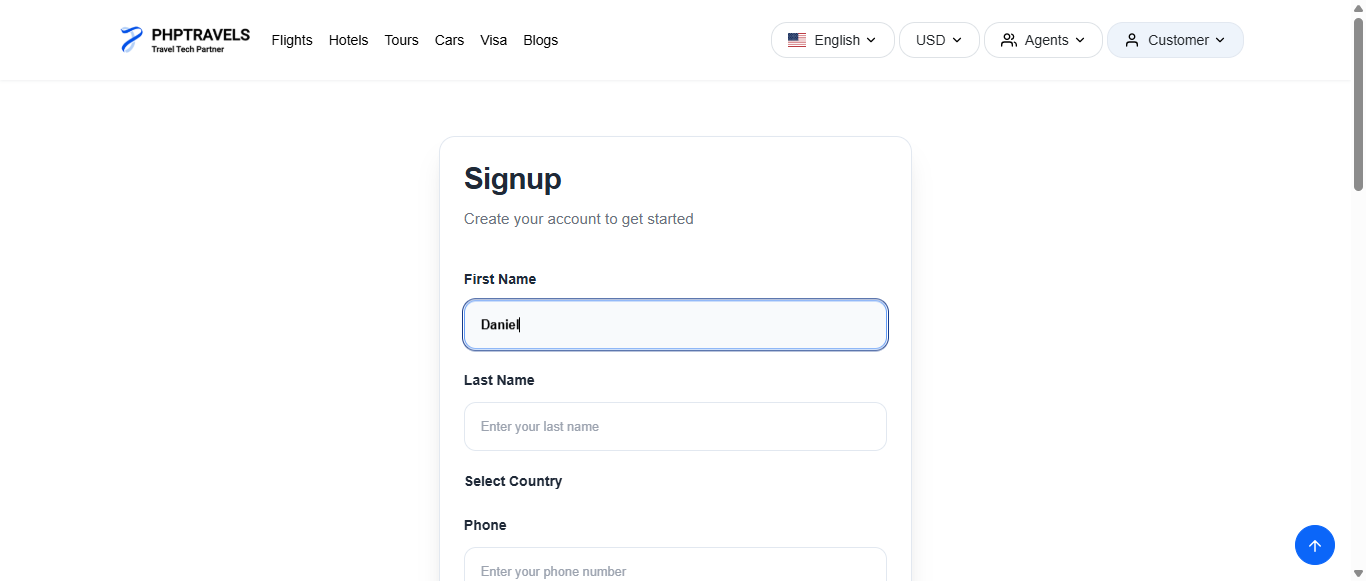 PHPTRAVELS
Travel Tech Partner
Flights Hotels Tours Cars Visa Blogs English USD Agents Customer
Signup
Create your account to get started
First Name
Daniel
Last Name
Enter your last name
Select Country
Phone
Enter your phone number